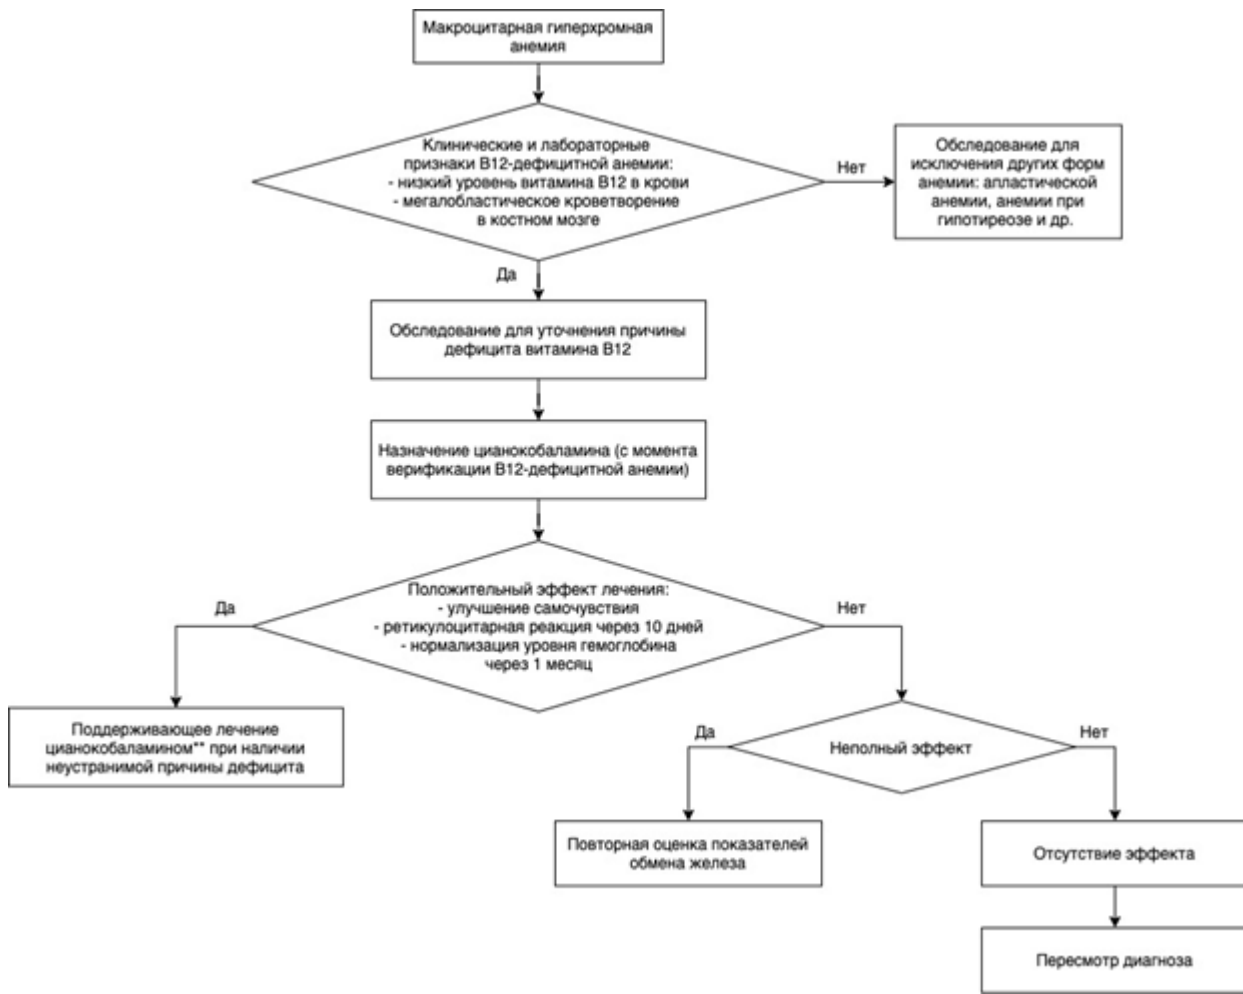 Макроцитарная гиперхромная
анемия
Клинические и лабораторные
признаки В12-дефицитной анемии:
- низкий уровень витамина В12 в крови
- мегалобластическое кроветворение
в костном мозге
Нет
Обследование для
исключения других форм
анемии: апластической
анемии, анемии при
гипотиреозе и др.
Да
Обследование для уточнения причины
дефицита витамина В12
Назначение цианокобаламина (с момента
верификации В12-дефицитной анемии)
Положительный эффект лечения:
- улучшение самочувствия
- ретикулоцитарная реакция через 10 дней
- нормализация уровня гемоглобина
через 1 месяц
Да
Нет
Поддерживающее лечение
цианокобаламином** при наличии
неустранимой причины дефицита
Неполный эффект
Да
Нет
Повторная оценка показателей
обмена железа
Отсутствие эффекта
Пересмотр диагноза